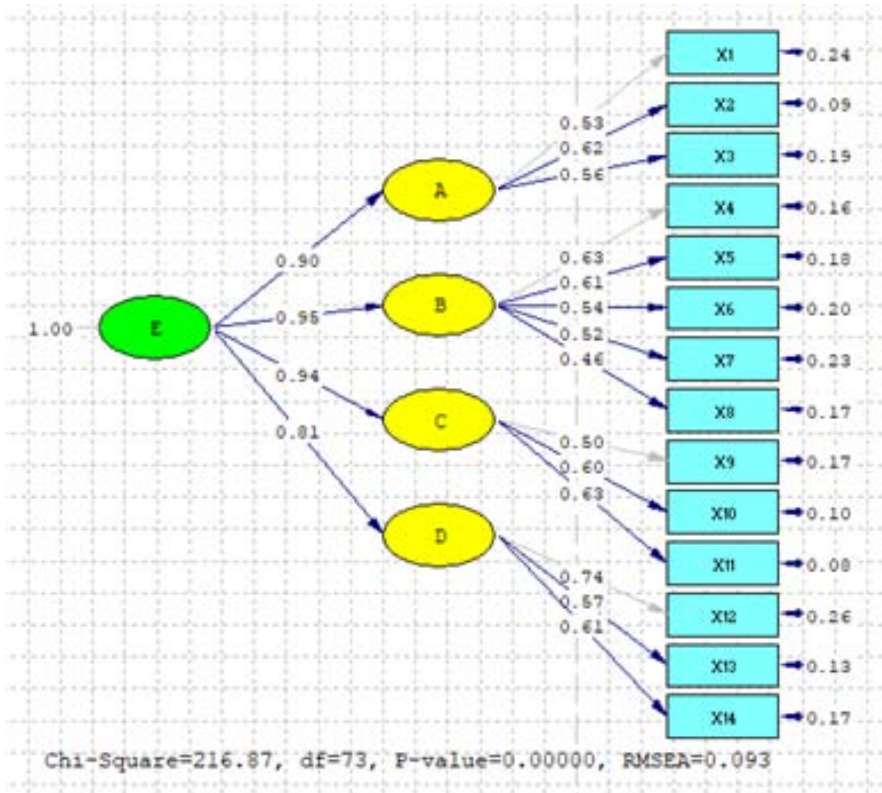 X1
0.24
X2
0.09
0.53
0.62
X3
0.19
0.56
A
X4
0.16
0.90
0.63
X5
0.18
0.61
B
0.54
X6
0.20
0.95
1.00
E
0.52
X7
0.23
0.46
0.94
X8
0.17
C
0.50
X9
0.17
0.81
0.60
0.63
X10
0.10
D
X11
0.08
0.74
0.57
X12
0.26
0.61
X13
0.13
X14
0.17
Chi-Square=216.87, df=73, P-value=0.00000, RMSEA=0.093